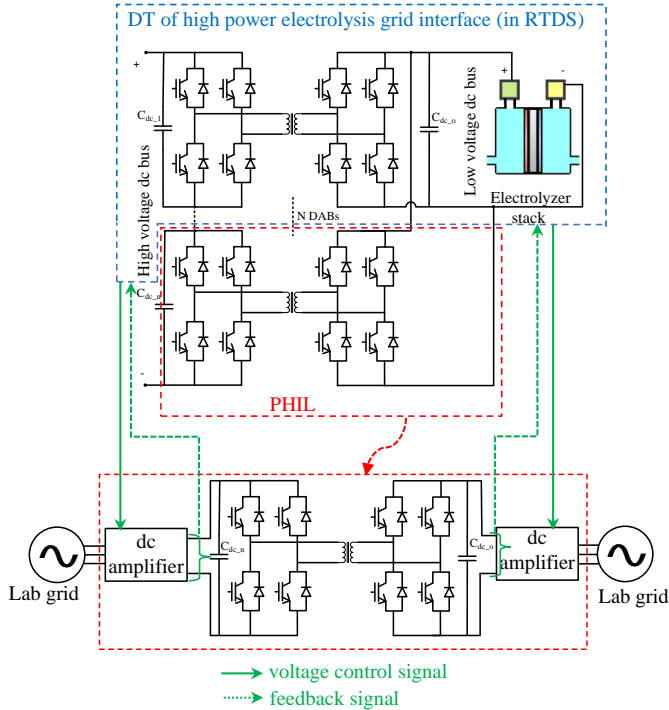 DT of high power electrolysis grid interface (in RTDS)
+
C_dc_1
C_dc_o
+
-
High voltage dc bus
Low voltage dc bus
Electrolyzer
stack
N DABs
C_dc_n
-
PHIL
dc
amplifier
C_dc_n
C_dc_o
dc
amplifier
Lab grid
Lab grid
voltage control signal
feedback signal